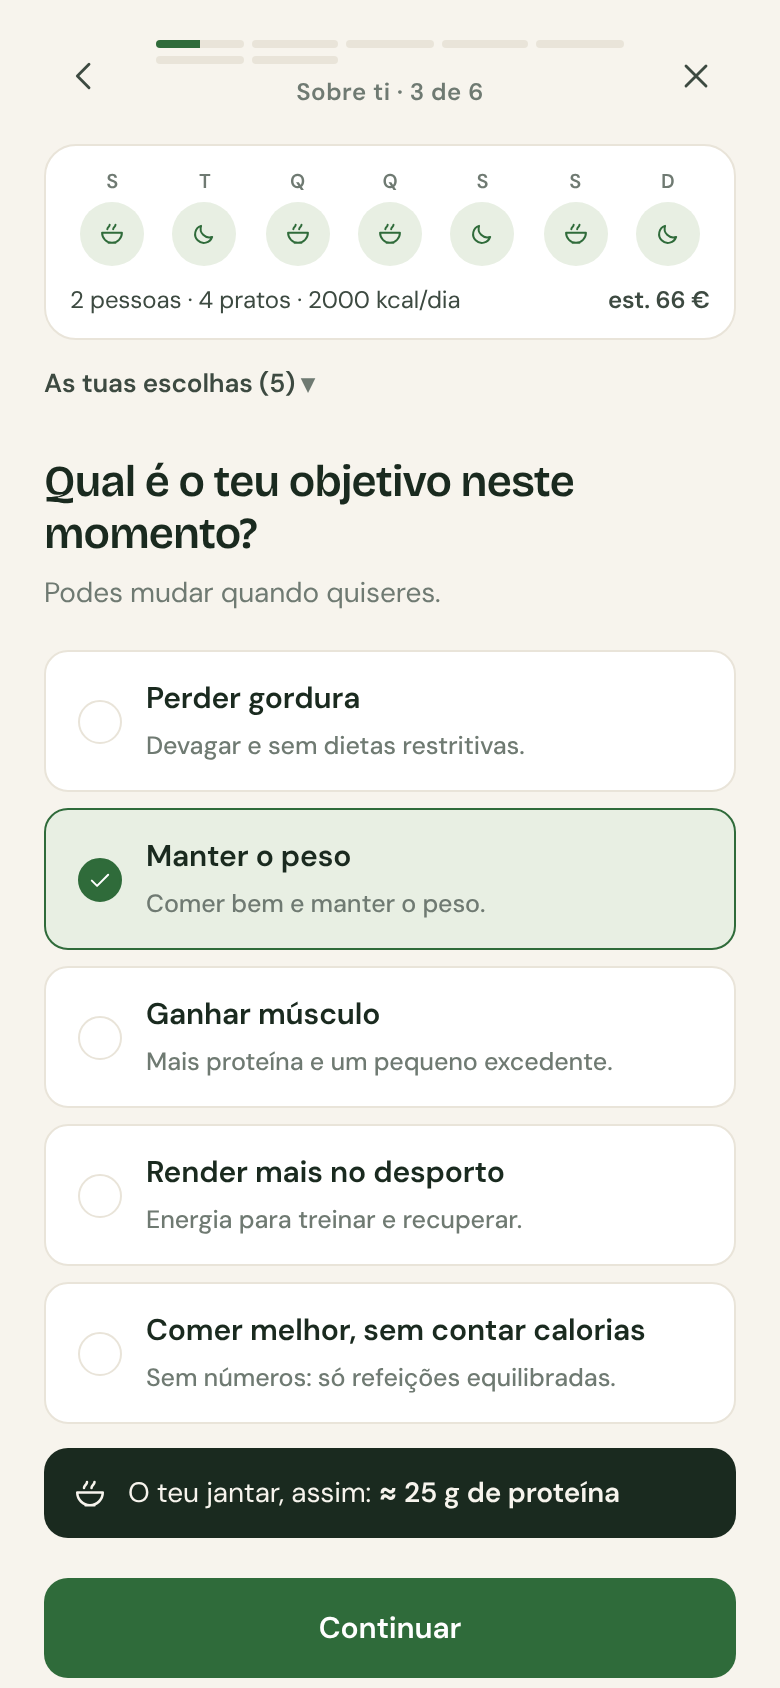 Sobre ti · 3 de 6
S T Q Q S S D
2 pessoas · 4 pratos · 2000 kcal/dia est. 66 €
As tuas escolhas (5) ▼
Qual é o teu objetivo neste
momento?
Podes mudar quando quiseres.
Perder gordura
Devagar e sem dietas restritivas.
Manter o peso
Comer bem e manter o peso.
Ganhar músculo
Mais proteína e um pequeno excedente.
Render mais no desporto
Energia para treinar e recuperar.
Comer melhor, sem contar calorias
Sem números: só refeições equilibradas.
O teu jantar, assim: ≈ 25 g de proteína
Continuar